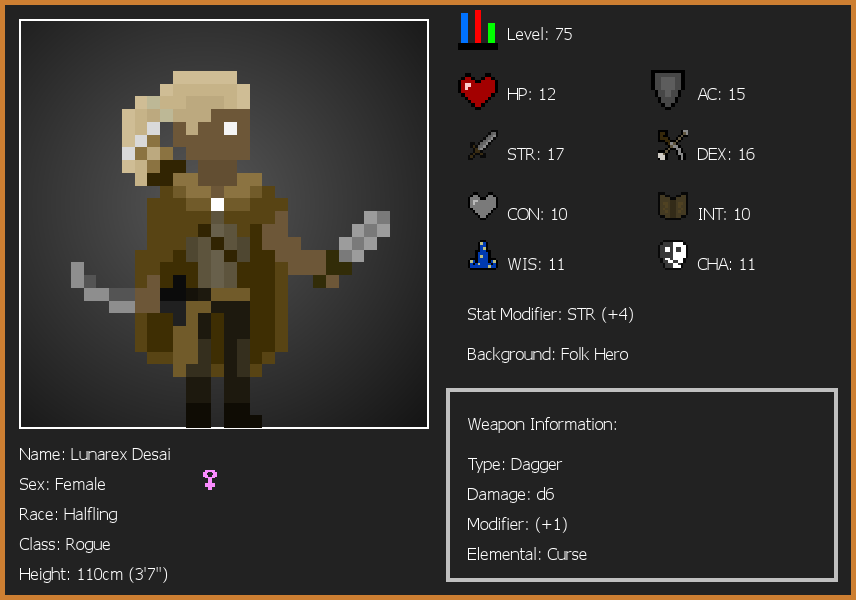 Level: 75
HP: 12
AC: 15
STR: 17
DEX: 16
CON: 10
INT: 10
WIS: 11
CHA: 11
Stat Modifier: STR (+4)
Background: Folk Hero
Weapon Information:
Type: Dagger
Damage: d6
Modifier: (+1)
Elemental: Curse
Name: Lunarex Desai
Sex: Female
Race: Halfling
Class: Rogue
Height: 110cm (3'7")